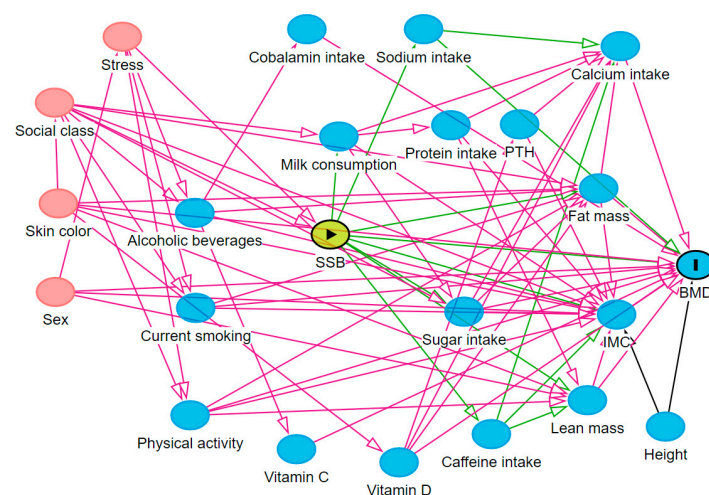 Stress
Cobalamin intake
Sodium intake
Calcium intake
Social class
Milk consumption
Protein intake
PTH
Skin color
Alcoholic beverages
SSB
Fat mass
BMD
Sex
Current smoking
Sugar intake
IMC
Physical activity
Vitamin C
Vitamin D
Caffeine intake
Lean mass
Height